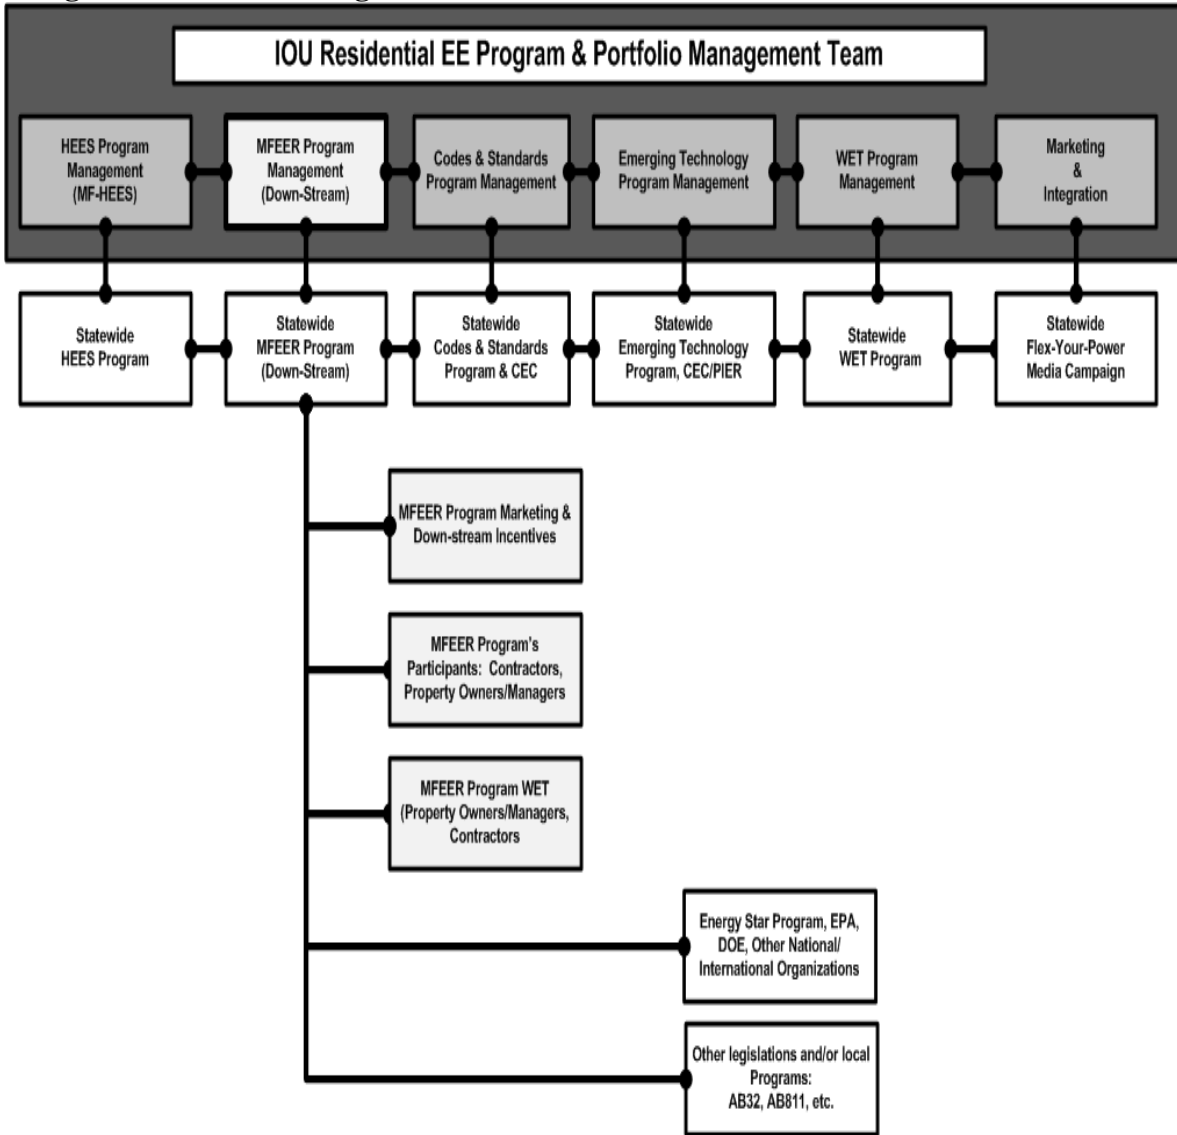 IOU Residential EE Program & Portfolio Management Team
HEES Program
Management
(MF-HEES)
MFEER Program
Management
(Down-Stream)
Codes & Standards
Program Management
Emerging Technology
Program Management
WET Program
Management
Marketing
&
Integration
Statewide
HEES Program
Statewide
MFEER Program
(Down-Stream)
Statewide
Codes & Standards
Program & CEC
Statewide
Emerging Technology
Program, CEC/PIER
Statewide
WET Program
Statewide
Flex-Your-Power
Media Campaign
MFEER Program Marketing &
Down-stream Incentives
MFEER Program's
Participants: Contractors,
Property Owners/Managers
MFEER Program WET
(Property Owners/Managers,
Contractors
Energy Star Program, EPA,
DOE, Other National/
International Organizations
Other legislations and/or local
Programs:
AB32, AB811, etc.